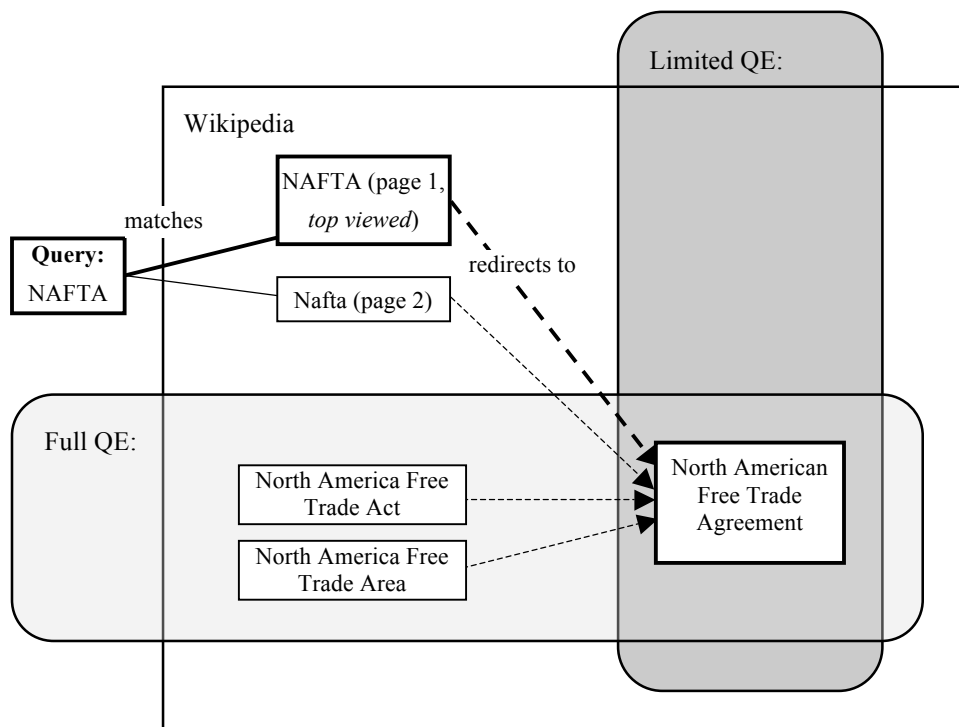 Limited QE:
Wikipedia
NAFTA (page 1,
top viewed)
matches
Query:
NAFTA
redirects to
Nafta (page 2)
Full QE:
North America Free
Trade Act
North American
Free Trade
Agreement
North America Free
Trade Area